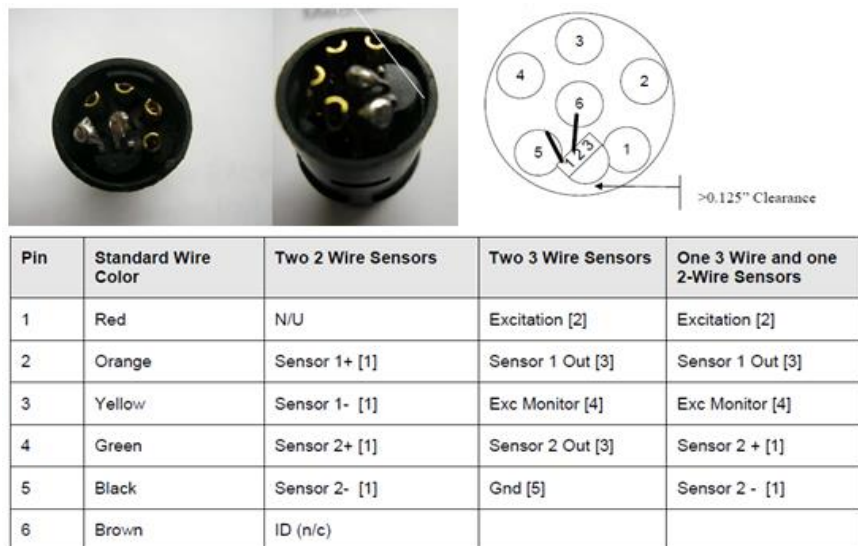 3
4
2
6
5
1 2 3
1
>0.125" Clearance
Pin Standard Wire Color Two 2 Wire Sensors Two 3 Wire Sensors One 3 Wire and one 2-Wire Sensors
1 Red N/U Excitation [2] Excitation [2]
2 Orange Sensor 1+ [1] Sensor 1 Out [3] Sensor 1 Out [3]
3 Yellow Sensor 1- [1] Exc Monitor [4] Exc Monitor [4]
4 Green Sensor 2+ [1] Sensor 2 Out [3] Sensor 2 + [1]
5 Black Sensor 2- [1] Gnd [5] Sensor 2 - [1]
6 Brown ID (n/c)